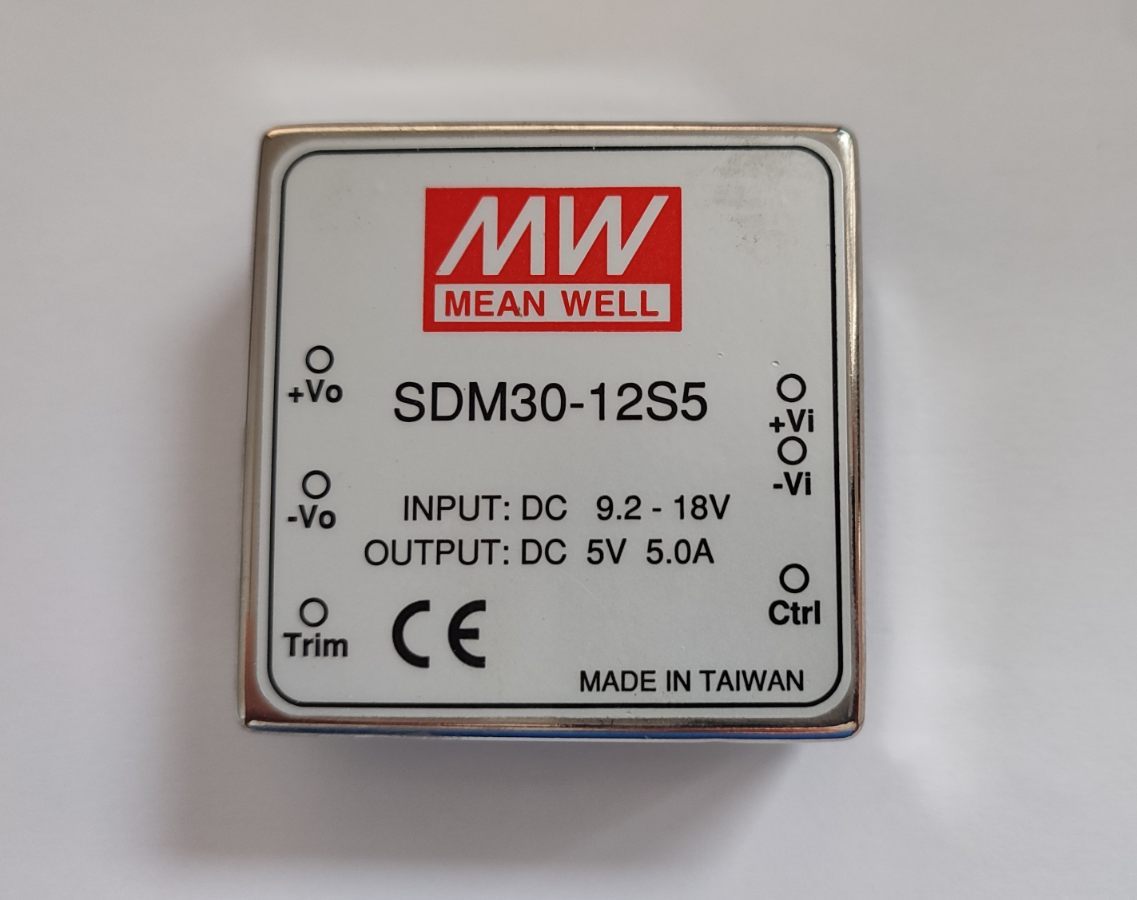 MW
MEAN WELL
+Vo
SDM30-12S5
+Vi
-Vi
-Vo
INPUT: DC 9.2 - 18V
OUTPUT: DC 5V 5.0A
Ctrl
Trim
CE
MADE IN TAIWAN